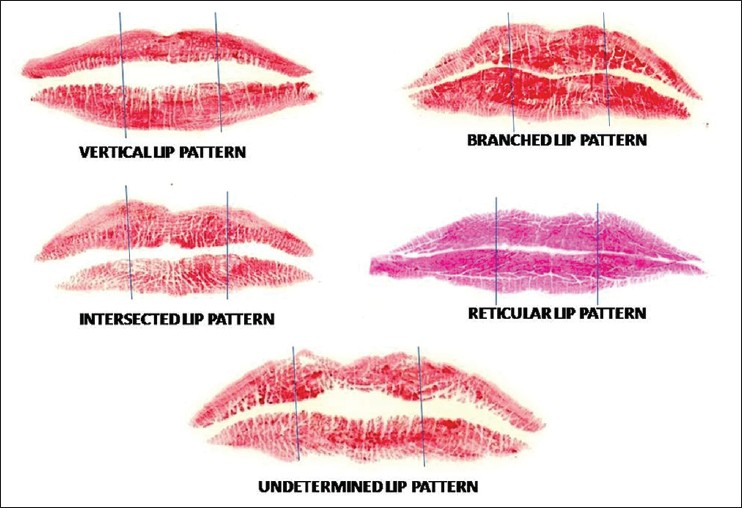 VERTICAL LIP PATTERN
BRANCHED LIP PATTERN
INTERSECTED LIP PATTERN
RETICULAR LIP PATTERN
UNDETERMINED LIP PATTERN